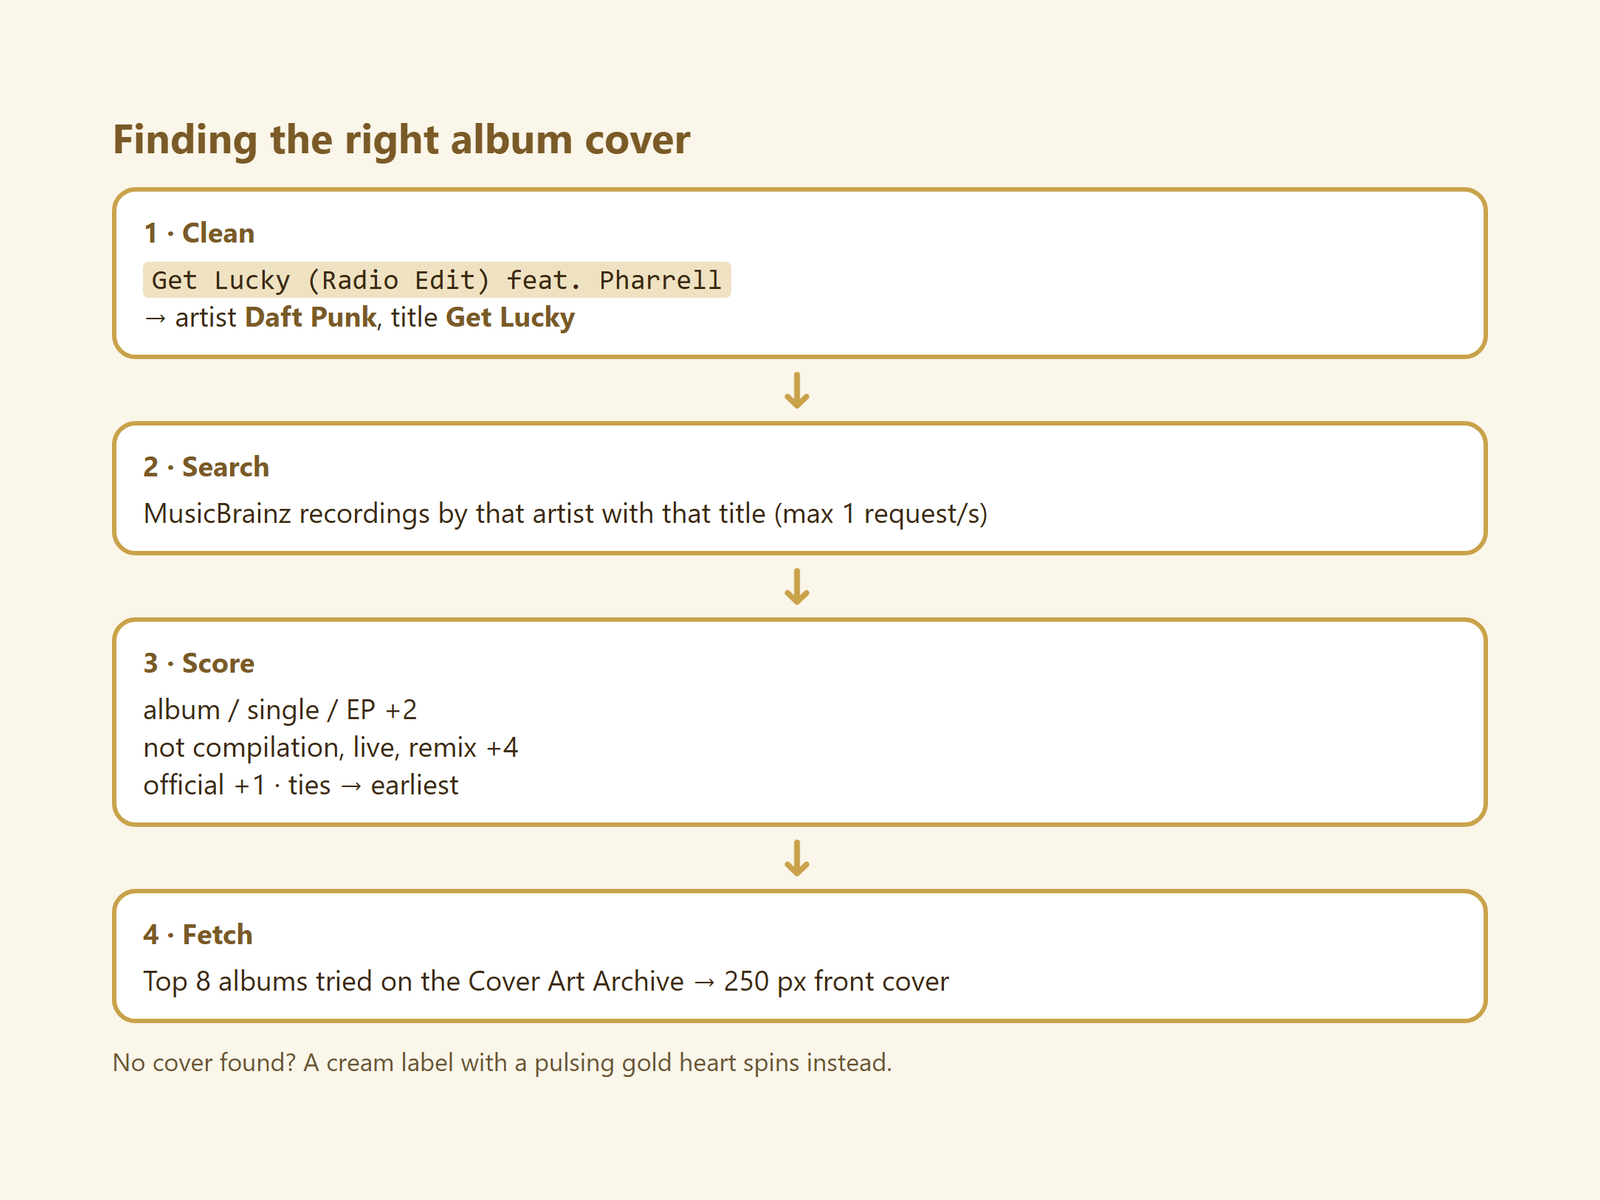 Finding the right album cover
1 · Clean
Get Lucky (Radio Edit) feat. Pharrell
→ artist Daft Punk, title Get Lucky
2 · Search
MusicBrainz recordings by that artist with that title (max 1 request/s)
3 · Score
album / single / EP +2
not compilation, live, remix +4
official +1 · ties → earliest
4 · Fetch
Top 8 albums tried on the Cover Art Archive → 250 px front cover
No cover found? A cream label with a pulsing gold heart spins instead.